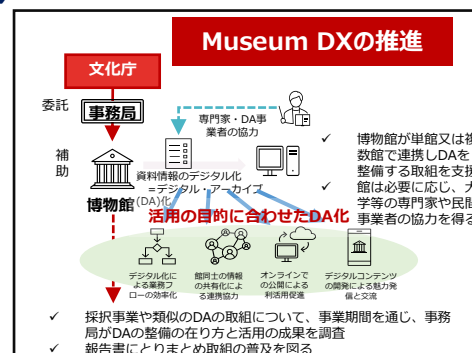 Museum DXの推進
文化庁
委託
事務局
専門家・DA事
業者の協力
補
助
博物館
資料情報のデジタル化
=デジタル・アーカイブ
(DA)化
✓ 博物館が単館又は複
数館で連携しDAを
整備する取組を支援
✓ 館は必要に応じ、大
学等の専門家や民間
事業者の協力を得る
活用の目的に合わせたDA化
デジタル化に
よる業務フ
ローの効率化
館同士の情報
の共有化によ
る連携協力
オンラインで
の公開による
利活用促進
デジタルコンテンツ
の開発による魅力発
信と交流
✓ 採択事業や類似のDAの取組について、事業期間を通じ、事務
局がDAの整備の在り方と活用の成果を調査
✓ 報告書にとりまとめ取組の普及を図る